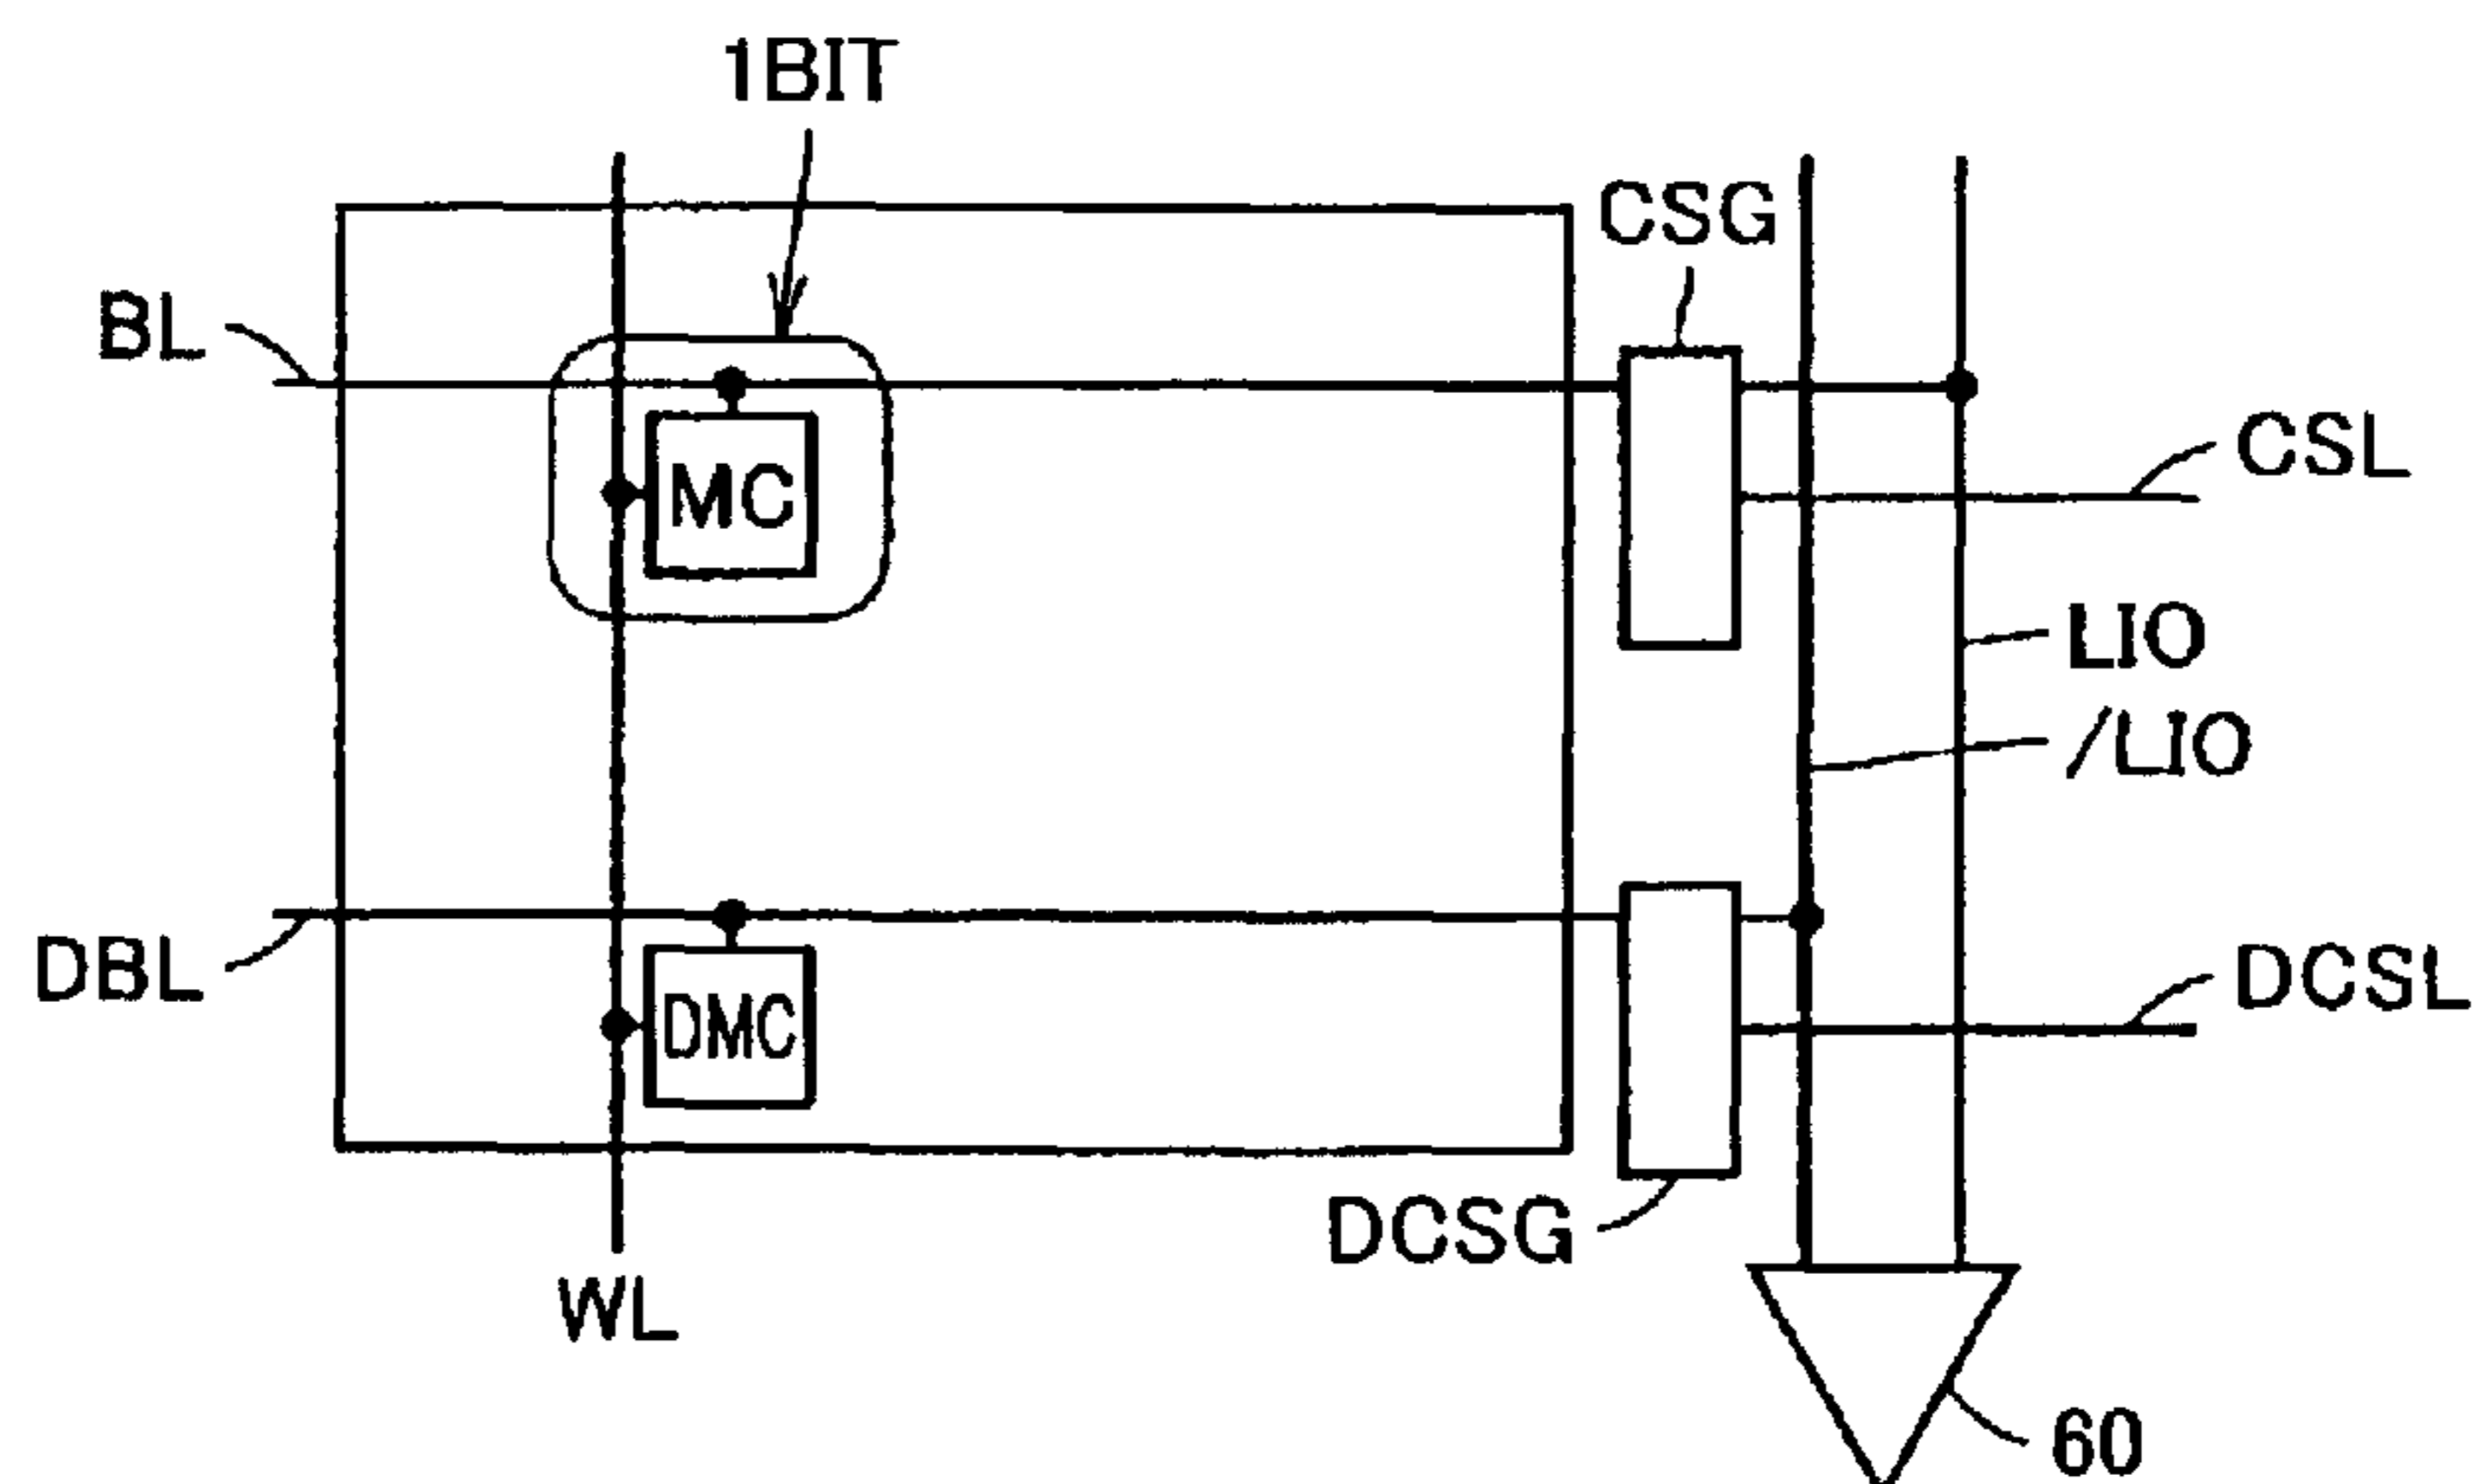 1BIT
CSG
BL
CSL
MC
LIO
/LIO
DBL
DCSL
DMC
DCSG
WL
60